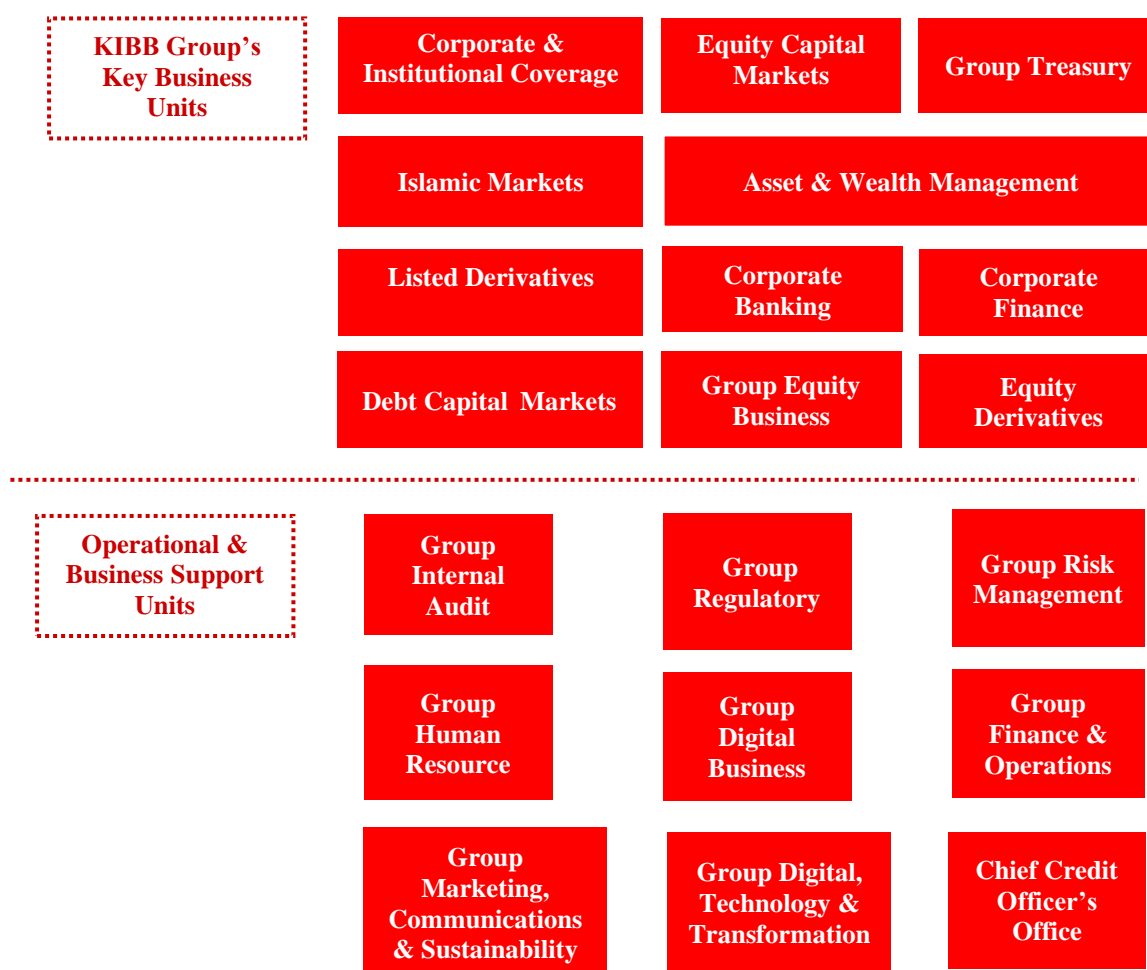 KIBB Group's
Key Business
Units
Corporate &
Institutional Coverage
Equity Capital
Markets
Group Treasury
Islamic Markets
Asset & Wealth Management
Listed Derivatives
Corporate
Banking
Corporate
Finance
Debt Capital Markets
Group Equity
Business
Equity
Derivatives
Operational &
Business Support
Units
Group
Internal
Audit
Group
Regulatory
Group Risk
Management
Group
Human
Resource
Group
Digital
Business
Group
Finance &
Operations
Group
Marketing,
Communications
& Sustainability
Group Digital,
Technology &
Transformation
Chief Credit
Officer’s
Office